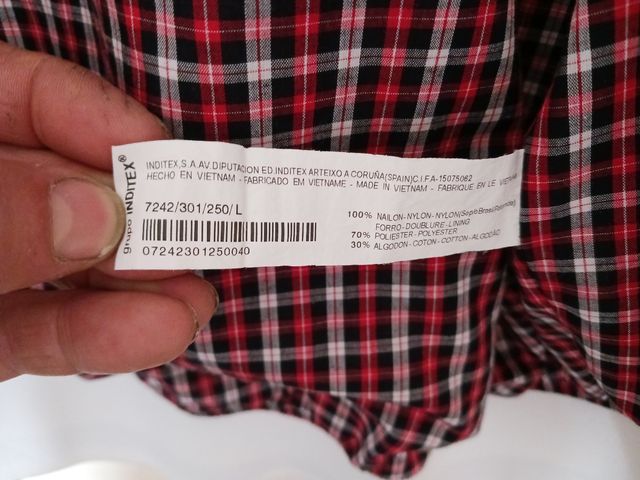 grupo INDITEX®
INDITEX,S.A.AV.DIPUTACION ED.INDITEX ARTEIXO A CORUÑA(SPAIN)C.I.F.A-15075062
HECHO EN VIETNAM - FABRICADO EM VIETNAME - MADE IN VIETNAM - FABRIQUE EN LE VIETNAM
7242/301/250/L
07242301250040
100% NAILON-NYLON-NYLON
FORRO-DOUBLURE-LINING
70% POLIESTER-POLYESTER
30% ALGODON-COTON-COTTON-ALGODÃO